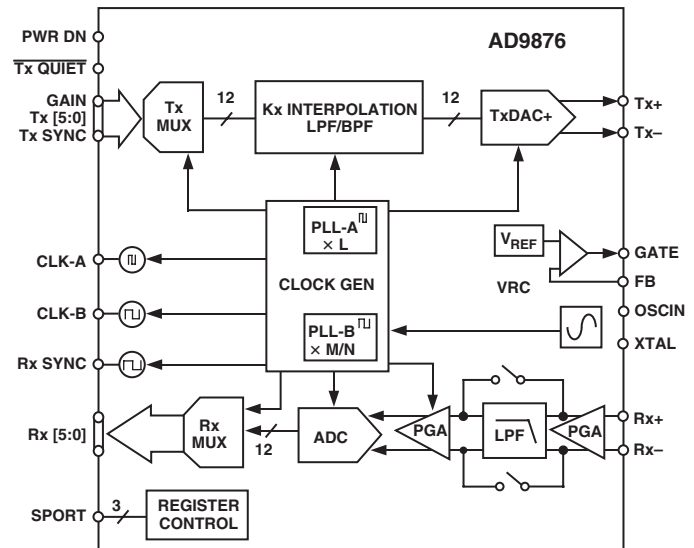 PWR DN
AD9876
Tx QUIET
GAIN
Tx [5:0]
Tx SYNC
Tx
MUX
12
Kx INTERPOLATION
LPF/BPF
12
TxDAC+
Tx+
Tx–
PLL-A
× L
CLOCK GEN
PLL-B
× M/N
VREF
VRC
GATE
FB
OSCIN
XTAL
CLK-A
CLK-B
Rx SYNC
Rx [5:0]
Rx
MUX
12
ADC
PGA
LPF
PGA
Rx+
Rx–
SPORT
3
REGISTER
CONTROL